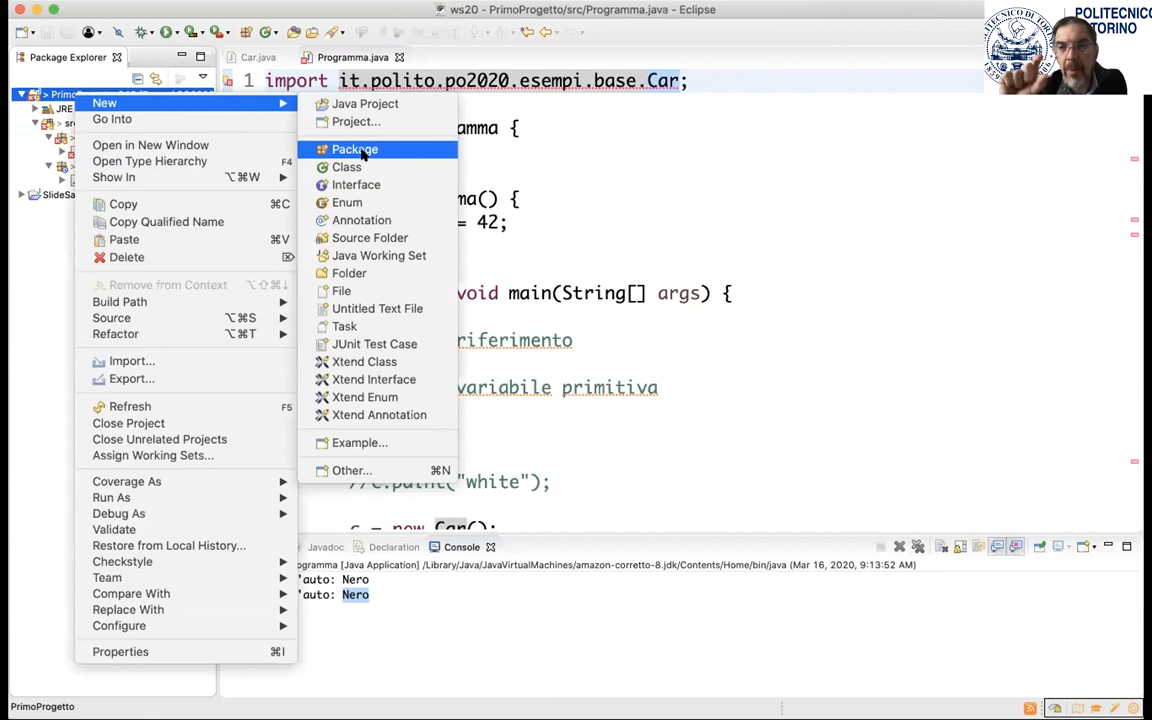 ws20 - PrimoProgetto/src/Programma.java - Eclipse
Package Explorer
Car.java
Programma.java
1 import it.polito.po2020.esempi.base.Car;
> Primo
JRE
SlideSa
New
Go Into
Open in New Window
Open Type Hierarchy F4
Show In ⌥⌘W
Copy ⌘C
Copy Qualified Name
Paste ⌘V
Delete ⌦
Remove from Context ⌥⇧⌘↓
Build Path
Source ⌥⌘S
Refactor ⌥⌘T
Import...
Export...
Refresh F5
Close Project
Close Unrelated Projects
Assign Working Sets...
Coverage As
Run As
Debug As
Validate
Restore from Local History...
Checkstyle
Team
Compare With
Replace With
Configure
Properties ⌘I
Java Project
Project...
Package
Class
Interface
Enum
Annotation
Source Folder
Java Working Set
Folder
File
Untitled Text File
Task
JUnit Test Case
Xtend Class
Xtend Interface
Xtend Enum
Xtend Annotation
Example...
Other... ⌘N
amma {
ma() {
= 42;
void main(String[] args) {
riferimento
variabile primitiva
//c.paint("white");
c = new Car();
Javadoc
Declaration
Console
ogramma [Java Application] /Library/Java/JavaVirtualMachines/amazon-corretto-8.jdk/Contents/Home/bin/java (Mar 16, 2020, 9:13:52 AM)
'auto: Nero
'auto: Nero
PrimoProgetto
POLITECNICO
TORINO